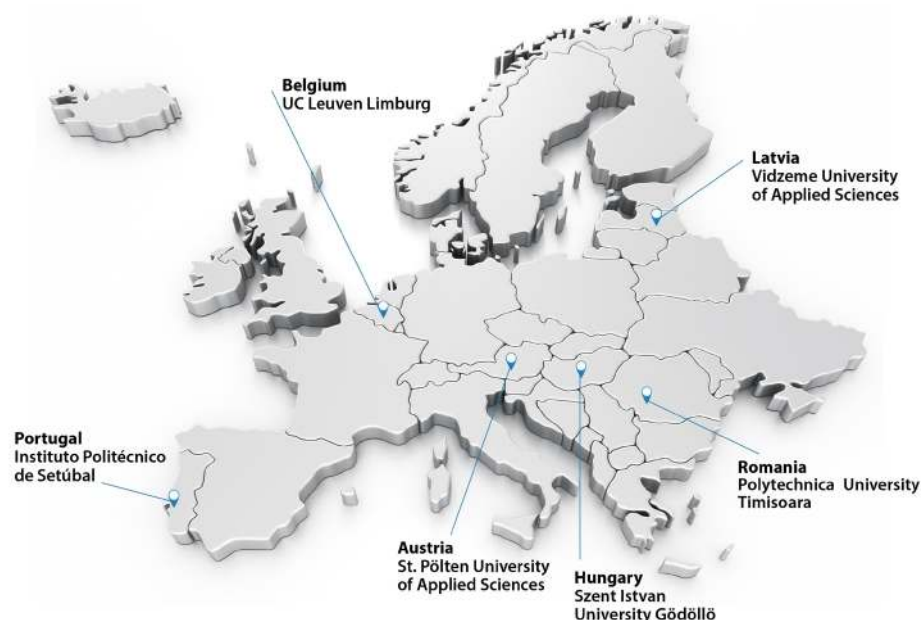 Belgium
UC Leuven Limburg
Latvia
Vidzeme University
of Applied Sciences
Portugal
Instituto Politécnico
de Setúbal
Romania
Polytechnica University
Timisoara
Austria
St. Pölten University
of Applied Sciences
Hungary
Szent Istvan
University Gödöllö